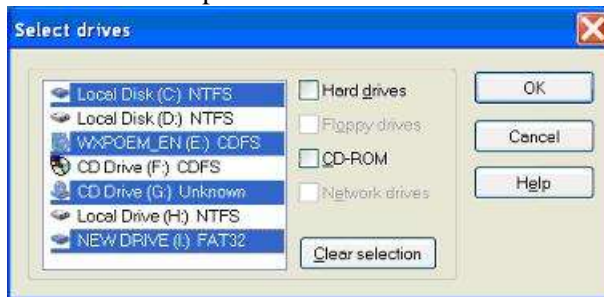 Select drives
Local Disk (C:) NTFS
Local Disk (D:) NTFS
WXPOEM_EN (E:) CDFS
CD Drive (F:) CDFS
CD Drive (G:) Unknown
Local Drive (H:) NTFS
NEW DRIVE (I:) FAT32
Hard drives
Floppy drives
CD-ROM
Network drives
Clear selection
OK
Cancel
Help